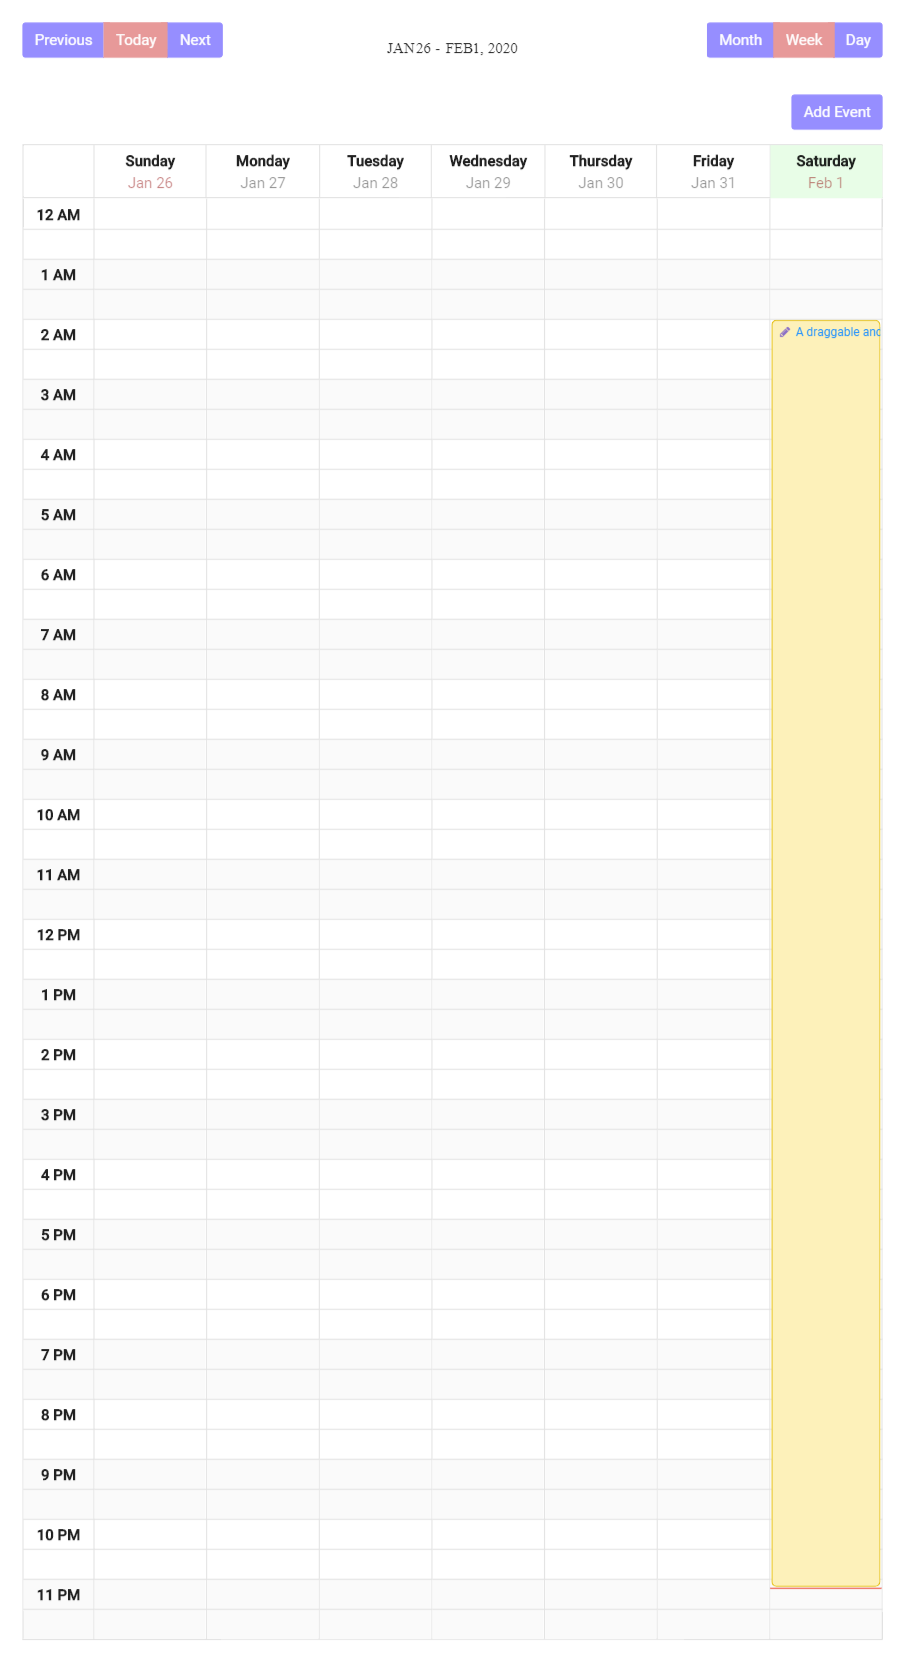 Previous Today Next
JAN26 - FEB1, 2020
Month Week Day
Add Event
Sunday Monday Tuesday Wednesday Thursday Friday Saturday
Jan 26 Jan 27 Jan 28 Jan 29 Jan 30 Jan 31 Feb 1
12 AM
1 AM
2 AM
A draggable and
3 AM
4 AM
5 AM
6 AM
7 AM
8 AM
9 AM
10 AM
11 AM
12 PM
1 PM
2 PM
3 PM
4 PM
5 PM
6 PM
7 PM
8 PM
9 PM
10 PM
11 PM